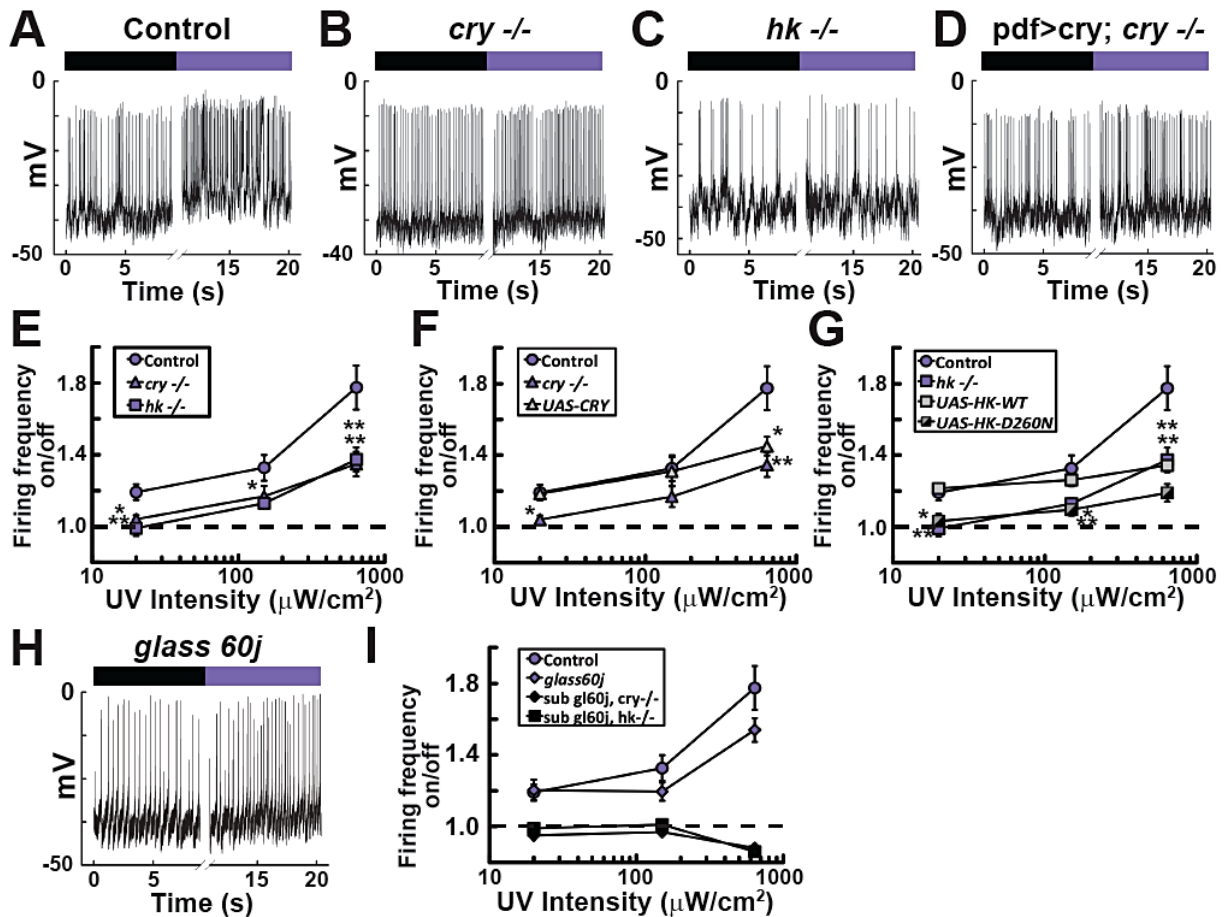 A Control
0
mV
-50
0 5 15 20
Time (s)
B cry -/-
0
mV
-40
0 5 15 20
Time (s)
C hk -/-
0
mV
-50
0 5 15 20
Time (s)
D pdf>cry; cry -/-
0
mV
-50
0 5 15 20
Time (s)
E
Firing frequency
on/off
1.8
1.4
1.0
Control
cry -/-
hk -/-
**
**
*
*
**
10 100 1000
UV Intensity (μW/cm²)
F
Firing frequency
on/off
1.8
1.4
1.0
cry -/-
Control
UAS-CRY
*
**
*
10 100 1000
UV Intensity (μW/cm²)
G
Firing frequency
on/off
1.8
1.4
1.0
Control
hk -/-
UAS-HK-WT
UAS-HK-D260N
**
**
*
**
*
**
10 100 1000
UV Intensity (μW/cm²)
H glass 60j
0
mV
-50
0 5 15 20
Time (s)
I
Firing frequency
on/off
1.8
1.4
1.0
Control
glass60j
sub gl60j, cry-/-
sub gl60j, hk-/-
10 100 1000
UV Intensity (μW/cm²)